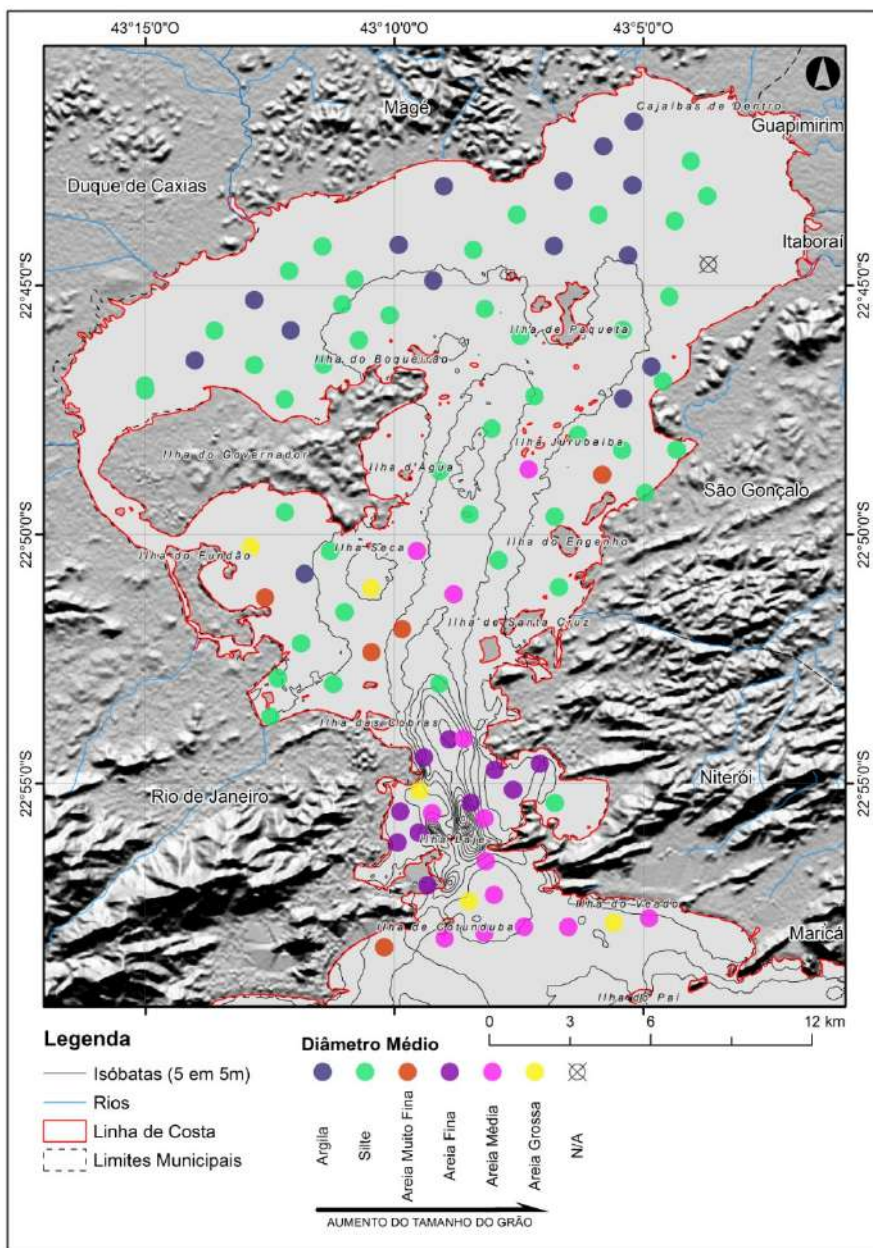 43°15'0"O 43°10'0"O 43°5'0"O
Cajaíbas de Dentro
Magé
Guapimirim
Duque de Caxias
Itaboraí
22°45'0"S 22°45'0"S
Ilha de Paquetá
Ilha do Boqueirão
Ilha Jurubaíba
Ilha do Governador
Ilha d'Água
São Gonçalo
22°50'0"S 22°50'0"S
Ilha do Engenho
Ilha Seca
Ilha do Fundão
Ilha de Santa Cruz
Ilha das Cobras
22°55'0"S 22°55'0"S
Niterói
Rio de Janeiro
Ilha Laje
Ilha do Veado
Ilha de Cotunduba
Maricá
Ilha do Pai
Legenda
Isóbatas (5 em 5m)
Rios
Linha de Costa
Limites Municipais
0 3 6 12 km
Diâmetro Médio
Argila
Silte
Areia Muito Fina
Areia Fina
Areia Média
Areia Grossa
N/A
AUMENTO DO TAMANHO DO GRÃO